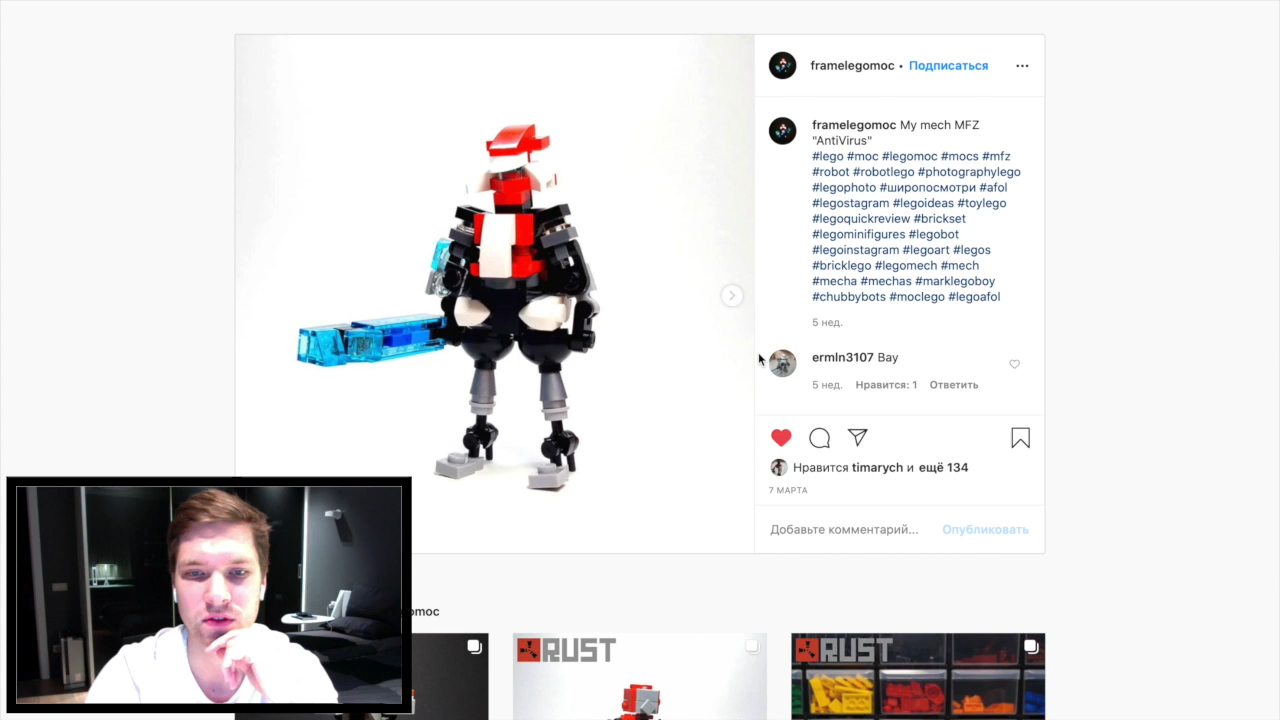 framelegomoc • Подписаться
framelegomoc My mech MFZ
"AntiVirus"
#lego #moc #legomoc #mocs #mfz
#robot #robotlego #photographylego
#legophoto #широпосмотри #afol
#legostagram #legoideas #toylego
#legoquickreview #brickset
#legominifigures #legobot
#legoinstagram #legoart #legos
#bricklego #legomech #mech
#mecha #mechas #marklegoboy
#chubbybots #moclego #legoafol
5 нед.
ermln3107 Bay
5 нед. Нравится: 1 Ответить
Нравится timarych и ещё 134
7 МАРТА
Добавьте комментарий... Опубликовать
omoc
RUST
RUST